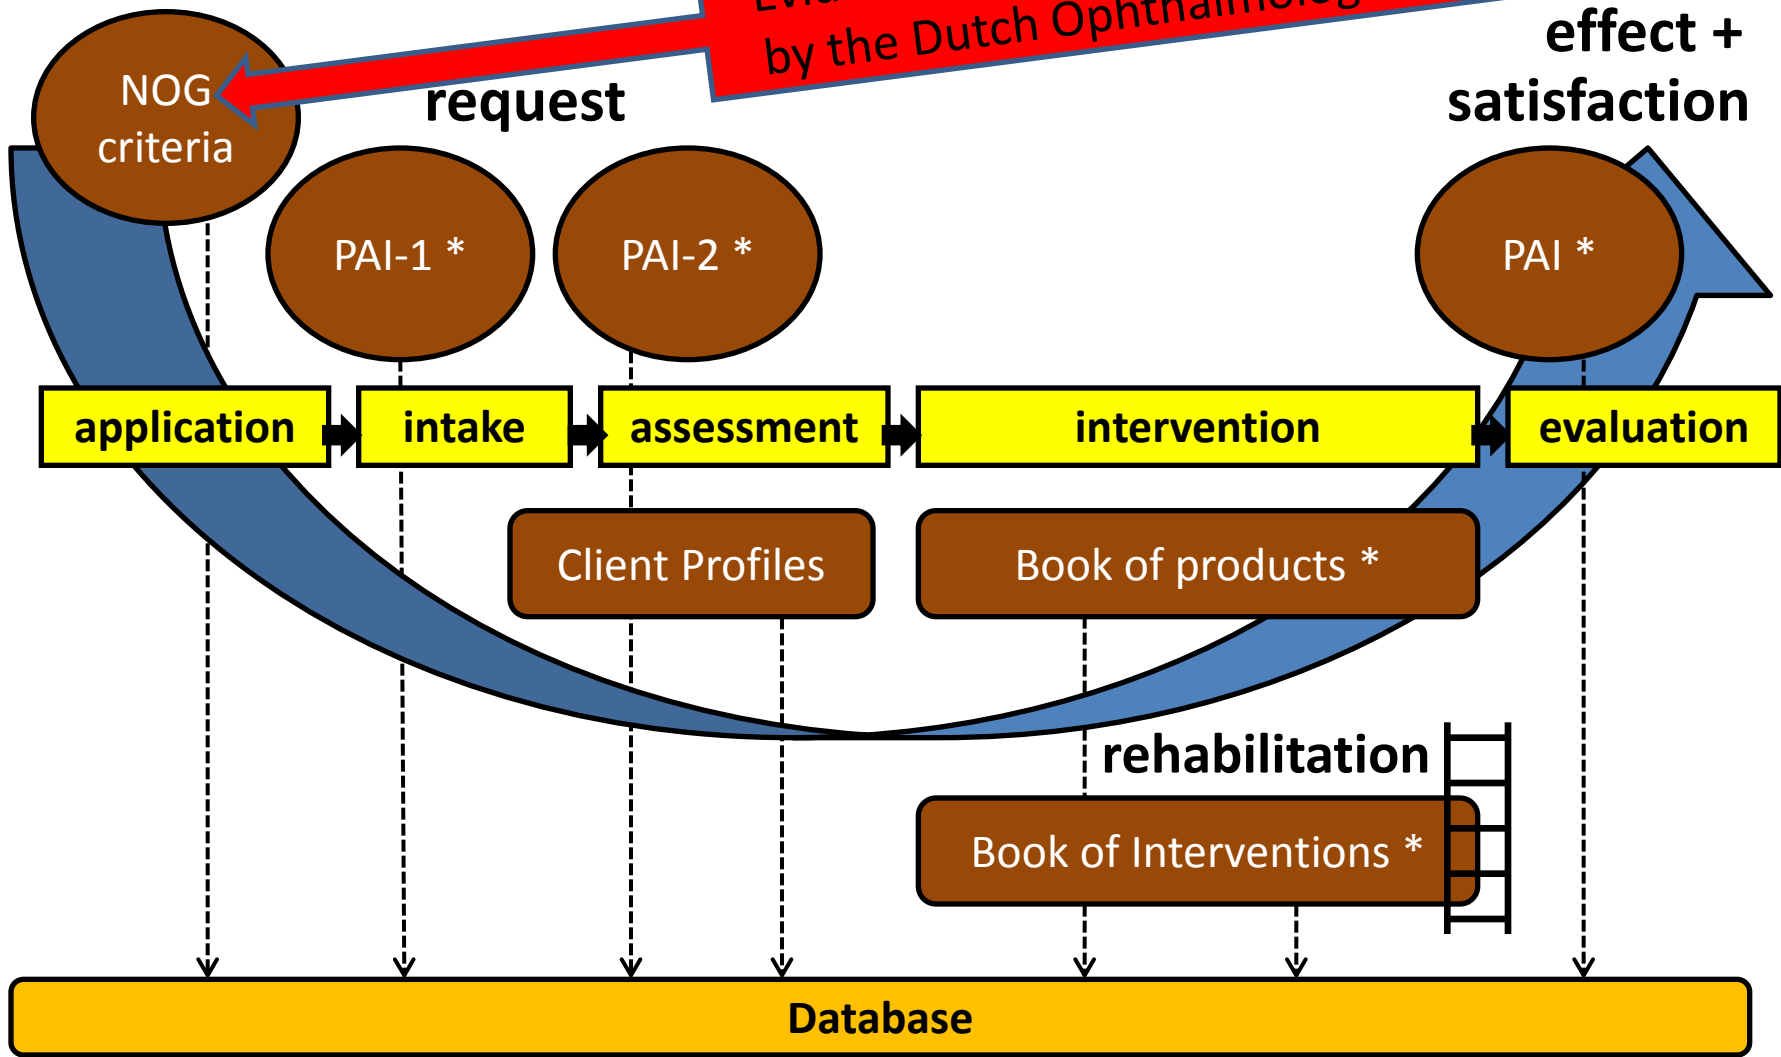 by the Dutch
effect +
satisfaction
NOG
criteria
request
PAI-1 *
PAI-2 *
PAI *
application
intake
assessment
intervention
evaluation
Client Profiles
Book of products *
rehabilitation
Book of Interventions *
Database